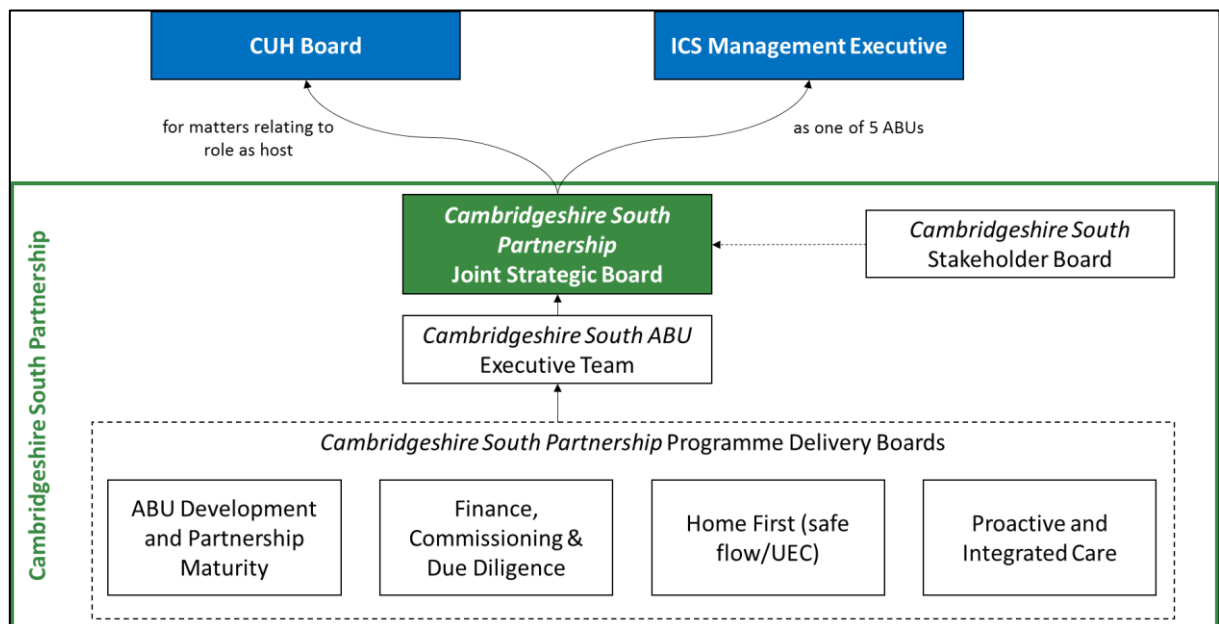 CUH Board
ICS Management Executive
for matters relating to
role as host
as one of 5 ABUs
Cambridgeshire South Partnership
Cambridgeshire South
Partnership
Joint Strategic Board
Cambridgeshire South
Stakeholder Board
Cambridgeshire South ABU
Executive Team
Cambridgeshire South Partnership Programme Delivery Boards
ABU Development
and Partnership
Maturity
Finance,
Commissioning &
Due Diligence
Home First (safe
flow/UEC)
Proactive and
Integrated Care